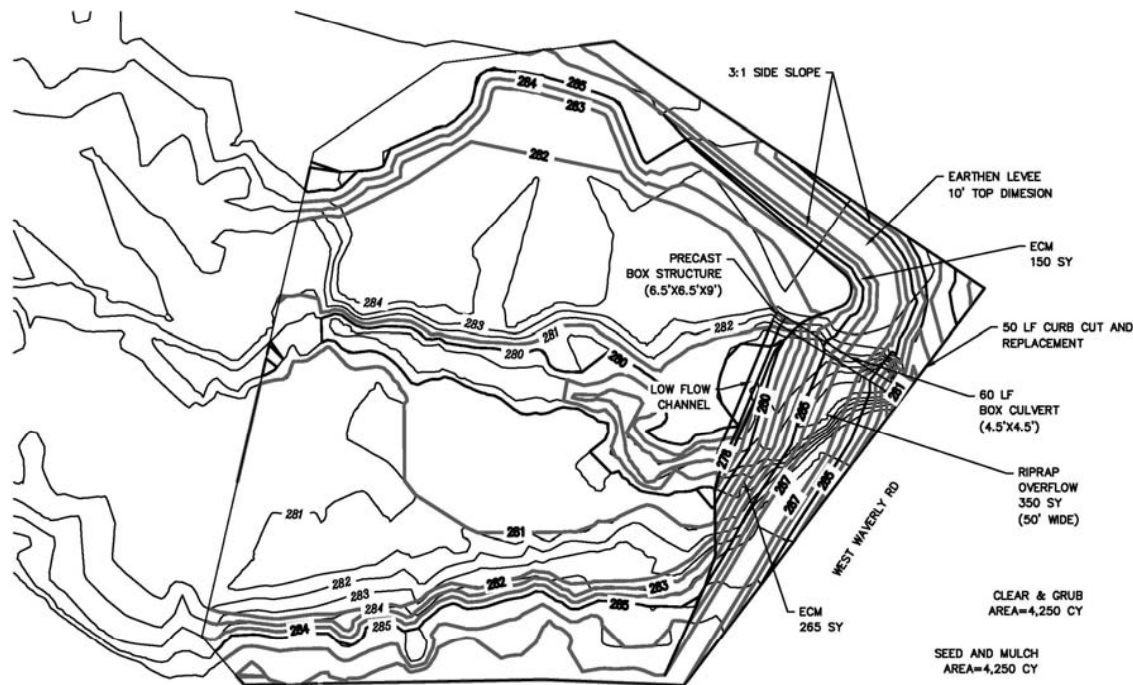 3:1 SIDE SLOPE
EARTHEN LEVEE
10' TOP DIMESION
ECM
150 SY
PRECAST
BOX STRUCTURE
(6.5'X6.5'X9')
50 LF CURB CUT AND
REPLACEMENT
LOW FLOW
CHANNEL
60 LF
BOX CULVERT
(4.5'X4.5')
RIPRAP
OVERFLOW
350 SY
(50' WIDE)
WEST WAVERLY RD
ECM
265 SY
CLEAR & GRUB
AREA=4,250 CY
SEED AND MULCH
AREA=4,250 CY
284
285
283
282
284
283
281
282
280
280
280
285
281
278
287
287
285
281
281
282
283
284
285
284
282
283
285